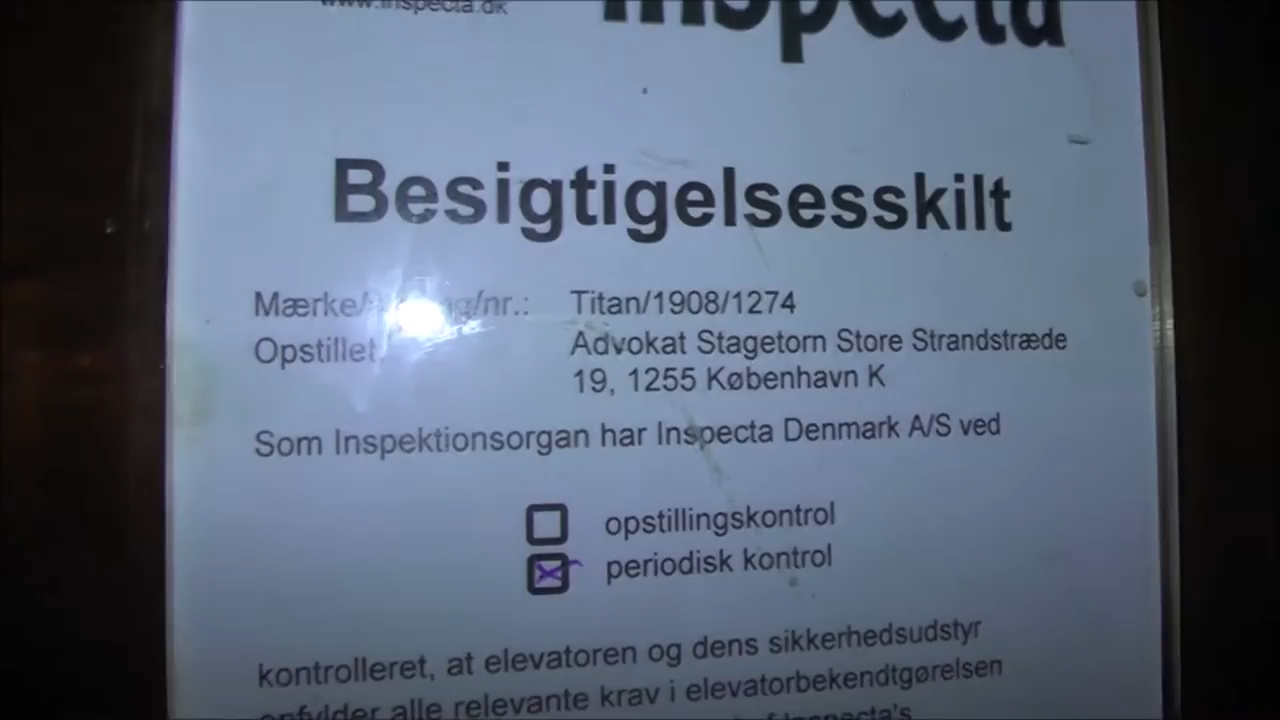 www.inspecta.dk
Inspecta
Besigtigelsesskilt
Titan/1908/1274
Opstillet
Advokat Stagetorn Store Strandstræde
19, 1255 København K
Som Inspektionsorgan har Inspecta Denmark A/S ved
opstillingskontrol
periodisk kontrol
kontrolleret, at elevatoren og dens sikkerhedsudstyr
opfylder alle relevante krav i elevatorbekendtgørelsen
Inspecta's